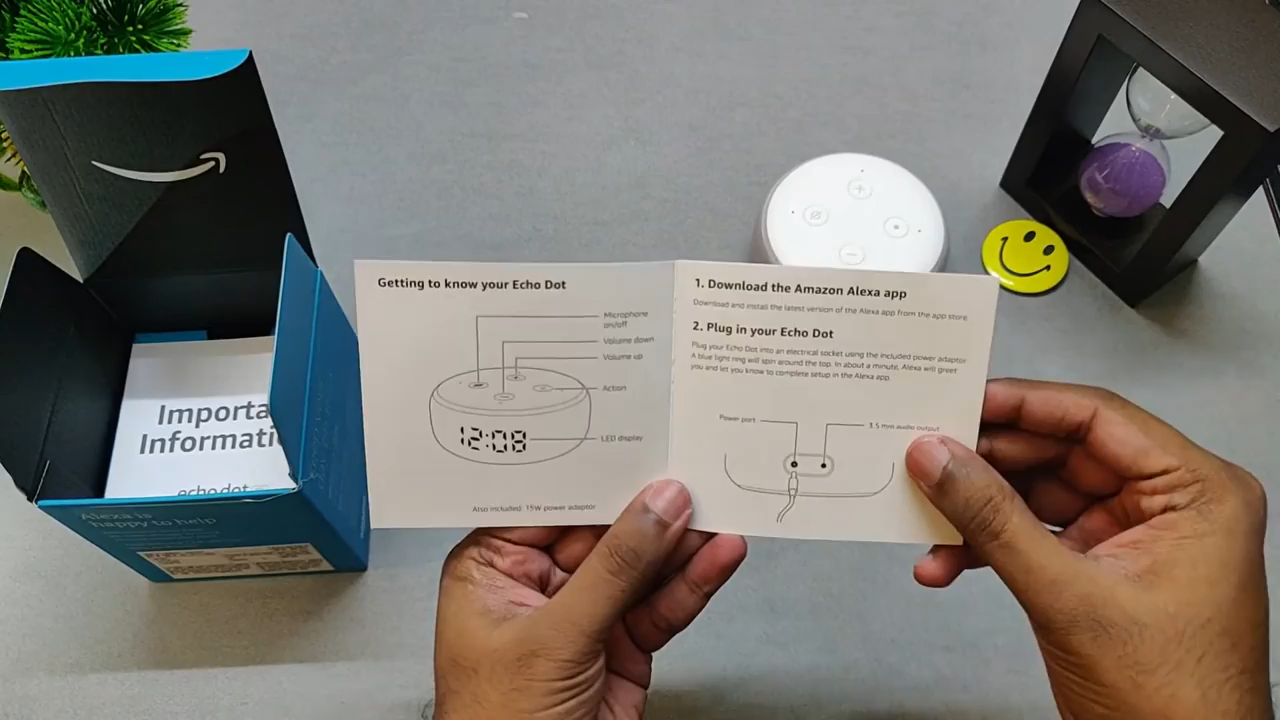 Importa
Informati
echo dot
Alexa is
happy to help
Getting to know your Echo Dot
Microphone
on/off
Volume down
Volume up
Action
12:08
LED display
Also included: 15W power adaptor
1. Download the Amazon Alexa app
Download and install the latest version of the Alexa app from the app store.
2. Plug in your Echo Dot
Plug your Echo Dot into an electrical socket using the included power adaptor.
A blue light ring will spin around the top. In about a minute, Alexa will greet
you and let you know to complete setup in the Alexa app.
Power port
3.5 mm audio output